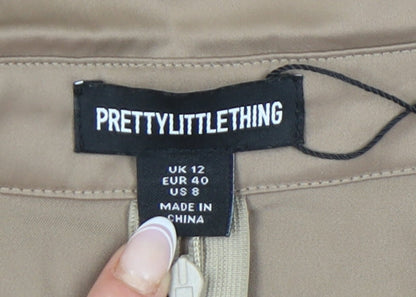 PRETTYLITTLETHING
UK 12
EUR 40
US 8
MADE IN
CHINA